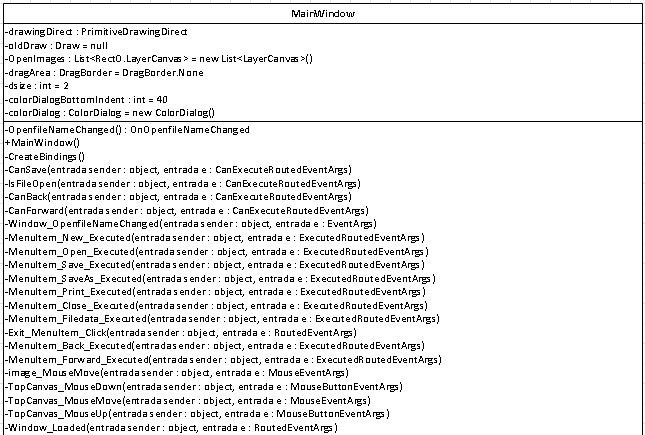 MainWindow
-drawingDirect : PrimitiveDrawingDirect
-oldDraw : Draw = null
-OpenImages : List<RectO.LayerCanvas> = new List<LayerCanvas>()
-dragArea : DragBorder = DragBorder.None
-dsize : int = 2
-colorDialogBottomIndent : int = 40
-colorDialog : ColorDialog = new ColorDialog()
-OpenfileNameChanged() : OnOpenfileNameChanged
+MainWindow()
-CreateBindings()
-CanSave(entrada sender : object, entrada e : CanExecuteRoutedEventArgs)
-IsFileOpen(entrada sender : object, entrada e : CanExecuteRoutedEventArgs)
-CanBack(entrada sender : object, entrada e : CanExecuteRoutedEventArgs)
-CanForward(entrada sender : object, entrada e : CanExecuteRoutedEventArgs)
-Window_OpenfileNameChanged(entrada sender : object, entrada e : EventArgs)
-MenuItem_New_Executed(entrada sender : object, entrada e : ExecutedRoutedEventArgs)
-MenuItem_Open_Executed(entrada sender : object, entrada e : ExecutedRoutedEventArgs)
-MenuItem_Save_Executed(entrada sender : object, entrada e : ExecutedRoutedEventArgs)
-MenuItem_SaveAs_Executed(entrada sender : object, entrada e : ExecutedRoutedEventArgs)
-MenuItem_Print_Executed(entrada sender : object, entrada e : ExecutedRoutedEventArgs)
-MenuItem_Close_Executed(entrada sender : object, entrada e : ExecutedRoutedEventArgs)
-MenuItem_Filedata_Executed(entrada sender : object, entrada e : ExecutedRoutedEventArgs)
-Exit_MenuItem_Click(entrada sender : object, entrada e : RoutedEventArgs)
-MenuItem_Back_Executed(entrada sender : object, entrada e : ExecutedRoutedEventArgs)
-MenuItem_Forward_Executed(entrada sender : object, entrada e : ExecutedRoutedEventArgs)
-image_MouseMove(entrada sender : object, entrada e : MouseEventArgs)
-TopCanvas_MouseDown(entrada sender : object, entrada e : MouseButtonEventArgs)
-TopCanvas_MouseMove(entrada sender : object, entrada e : MouseEventArgs)
-TopCanvas_MouseUp(entrada sender : object, entrada e : MouseButtonEventArgs)
-Window_Loaded(entrada sender : object, entrada e : RoutedEventArgs)